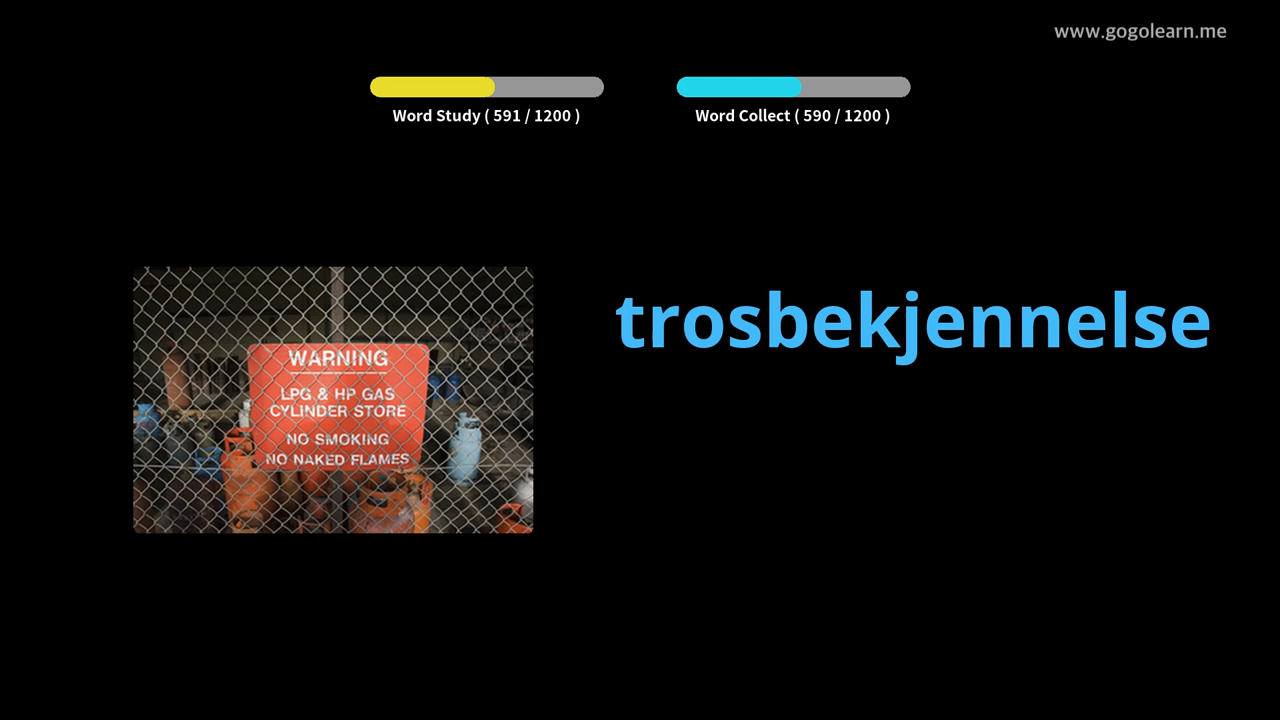 www.gogolearn.me
Word Study ( 591 / 1200 )
Word Collect ( 590 / 1200 )
trosbekjennelse
WARNING
LPG & HP GAS
CYLINDER STORE
NO SMOKING
NO NAKED FLAMES